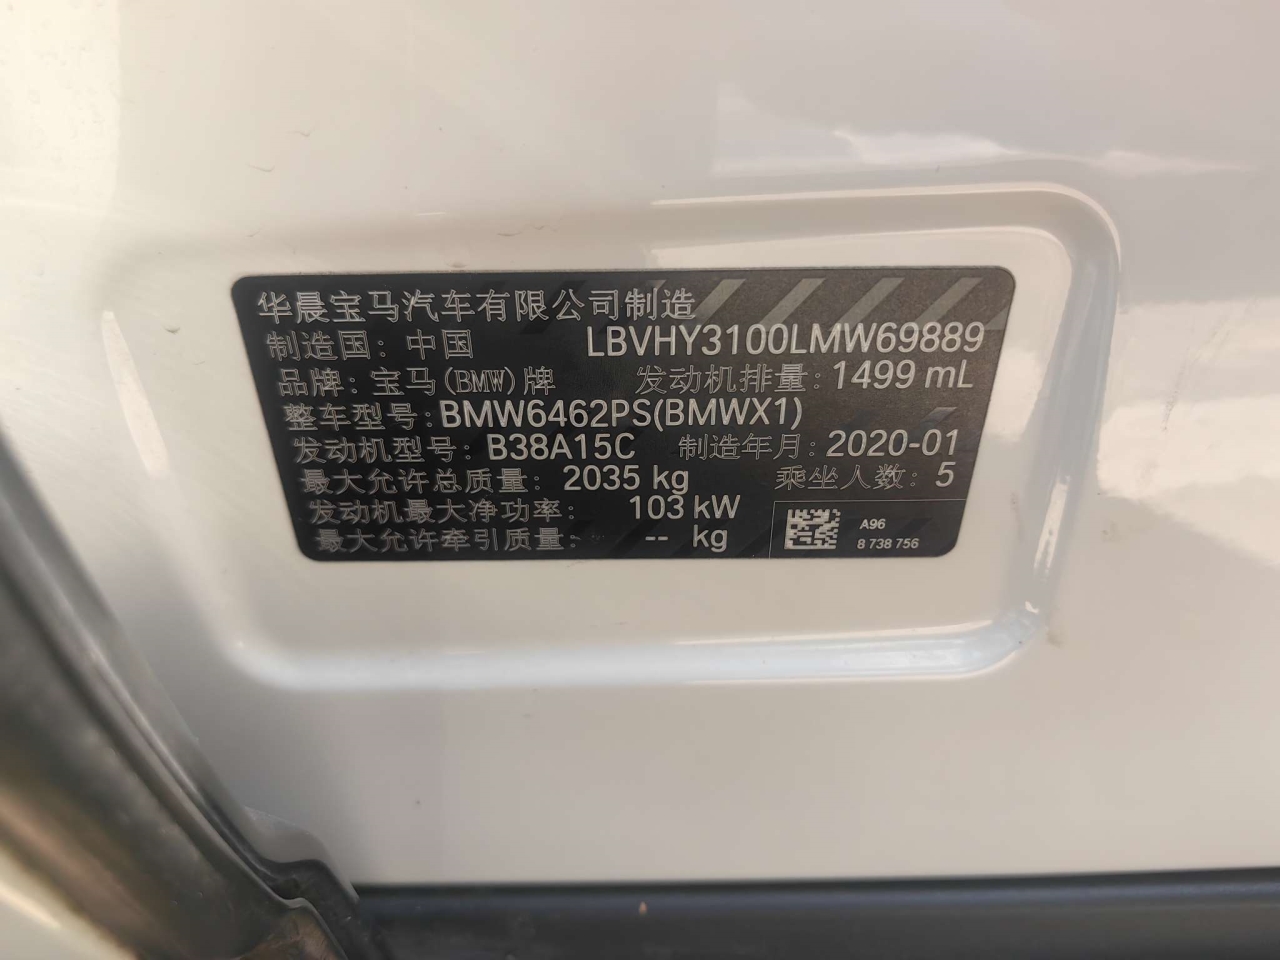 华晨宝马汽车有限公司制造
制造国：中国 LBVHY3100LMW69889
品牌：宝马(BMW)牌 发动机排量：1499 mL
整车型号：BMW6462PS(BMWX1)
发动机型号：B38A15C 制造年月：2020-01
最大允许总质量：2035 kg 乘坐人数：5
发动机最大净功率：103 kW
最大允许牵引质量：-- kg
A96
8 738 756